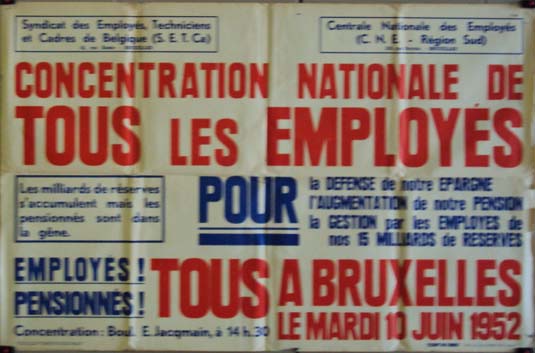 Syndicat des Employés, Techniciens
et Cadres de Belgique (S. E. T. Ca)
Centrale Nationale des Employés
(C. N. E. - Région Sud)
CONCENTRATION NATIONALE DE
TOUS LES EMPLOYÉS
Les milliards de réserves
s'accumulent mais les
pensionnés sont dans
la gêne.
POUR
la DEFENSE de notre EPARGNE
l'AUGMENTATION de notre PENSION
la GESTION par les EMPLOYES de
nos 15 MILLIARDS de RESERVES
EMPLOYÉS !
PENSIONNÉS !
TOUS A BRUXELLES
LE MARDI 10 JUIN 1952
Concentration : Boul. E. Jacqmain, à 14 h. 30